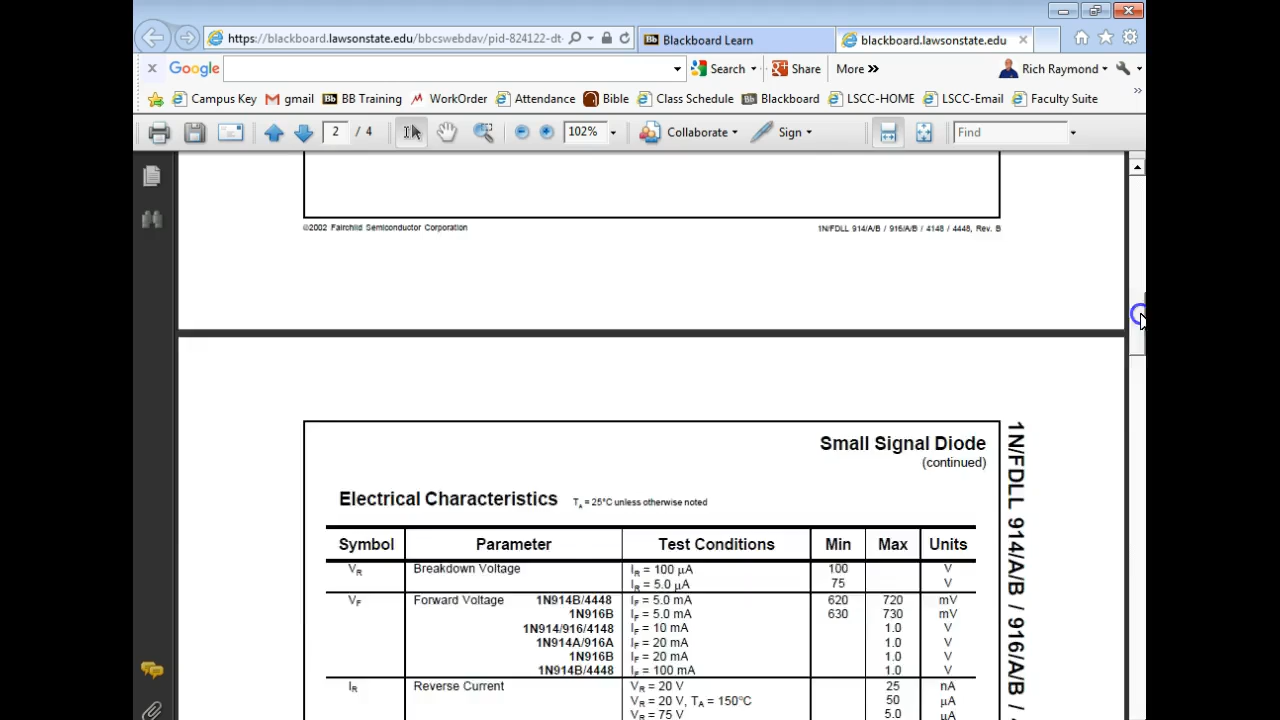 https://blackboard.lawsonstate.edu/bbcswebdav/pid-824122-dt-
Bb Blackboard Learn
blackboard.lawsonstate.edu
x Google Search Share More » Rich Raymond
Campus Key gmail Bb BB Training WorkOrder Attendance Bible Class Schedule Bb Blackboard LSCC-HOME LSCC-Email Faculty Suite »
2 / 4 102% Collaborate Sign Find
©2002 Fairchild Semiconductor Corporation
1N/FDLL 914/A/B / 916/A/B / 4148 / 4448, Rev. B
Small Signal Diode
(continued)
Electrical Characteristics TA = 25°C unless otherwise noted
Symbol Parameter Test Conditions Min Max Units
VR Breakdown Voltage IR = 100 µA 100 V
IR = 5.0 µA 75 V
VF Forward Voltage 1N914B/4448 IF = 5.0 mA 620 720 mV
1N916B IF = 5.0 mA 630 730 mV
1N914/916/4148 IF = 10 mA 1.0 V
1N914A/916A IF = 20 mA 1.0 V
1N916B IF = 20 mA 1.0 V
1N914B/4448 IF = 100 mA 1.0 V
IR Reverse Current VR = 20 V 25 nA
VR = 20 V, TA = 150°C 50 µA
VR = 75 V 5.0 µA
1N/FDLL 914/A/B / 916/A/B /